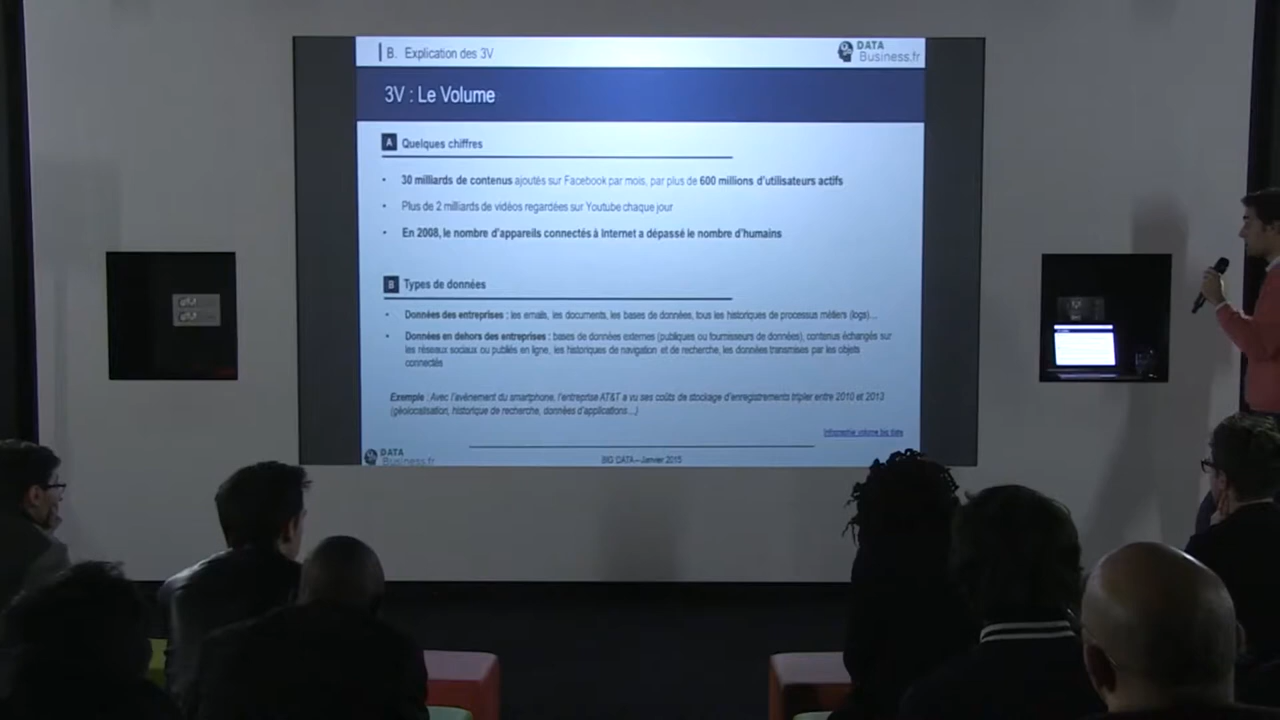 B. Explication des 3V
DATA
Business.fr
3V : Le Volume
A Quelques chiffres
• 30 milliards de contenus ajoutés sur Facebook par mois, par plus de 600 millions d'utilisateurs actifs
• Plus de 2 milliards de vidéos regardées sur Youtube chaque jour
• En 2008, le nombre d'appareils connectés à Internet a dépassé le nombre d'humains
B Types de données
• Données des entreprises : les emails, les documents, les bases de données, tous les historiques de processus métiers (logs)...
• Données en dehors des entreprises : bases de données externes (publiques ou fournisseurs de données), contenus échangés sur
les réseaux sociaux ou publiés en ligne, les historiques de navigation et de recherche, les données transmises par les objets
connectés
Exemple : Avec l'avènement du smartphone, l'entreprise AT&T a vu ses coûts de stockage d'enregistrements tripler entre 2010 et 2013
(géolocalisation, historique de recherche, données d'applications...)
Infographie volume big data
DATA
Business.fr
BIG DATA—Janvier 2015